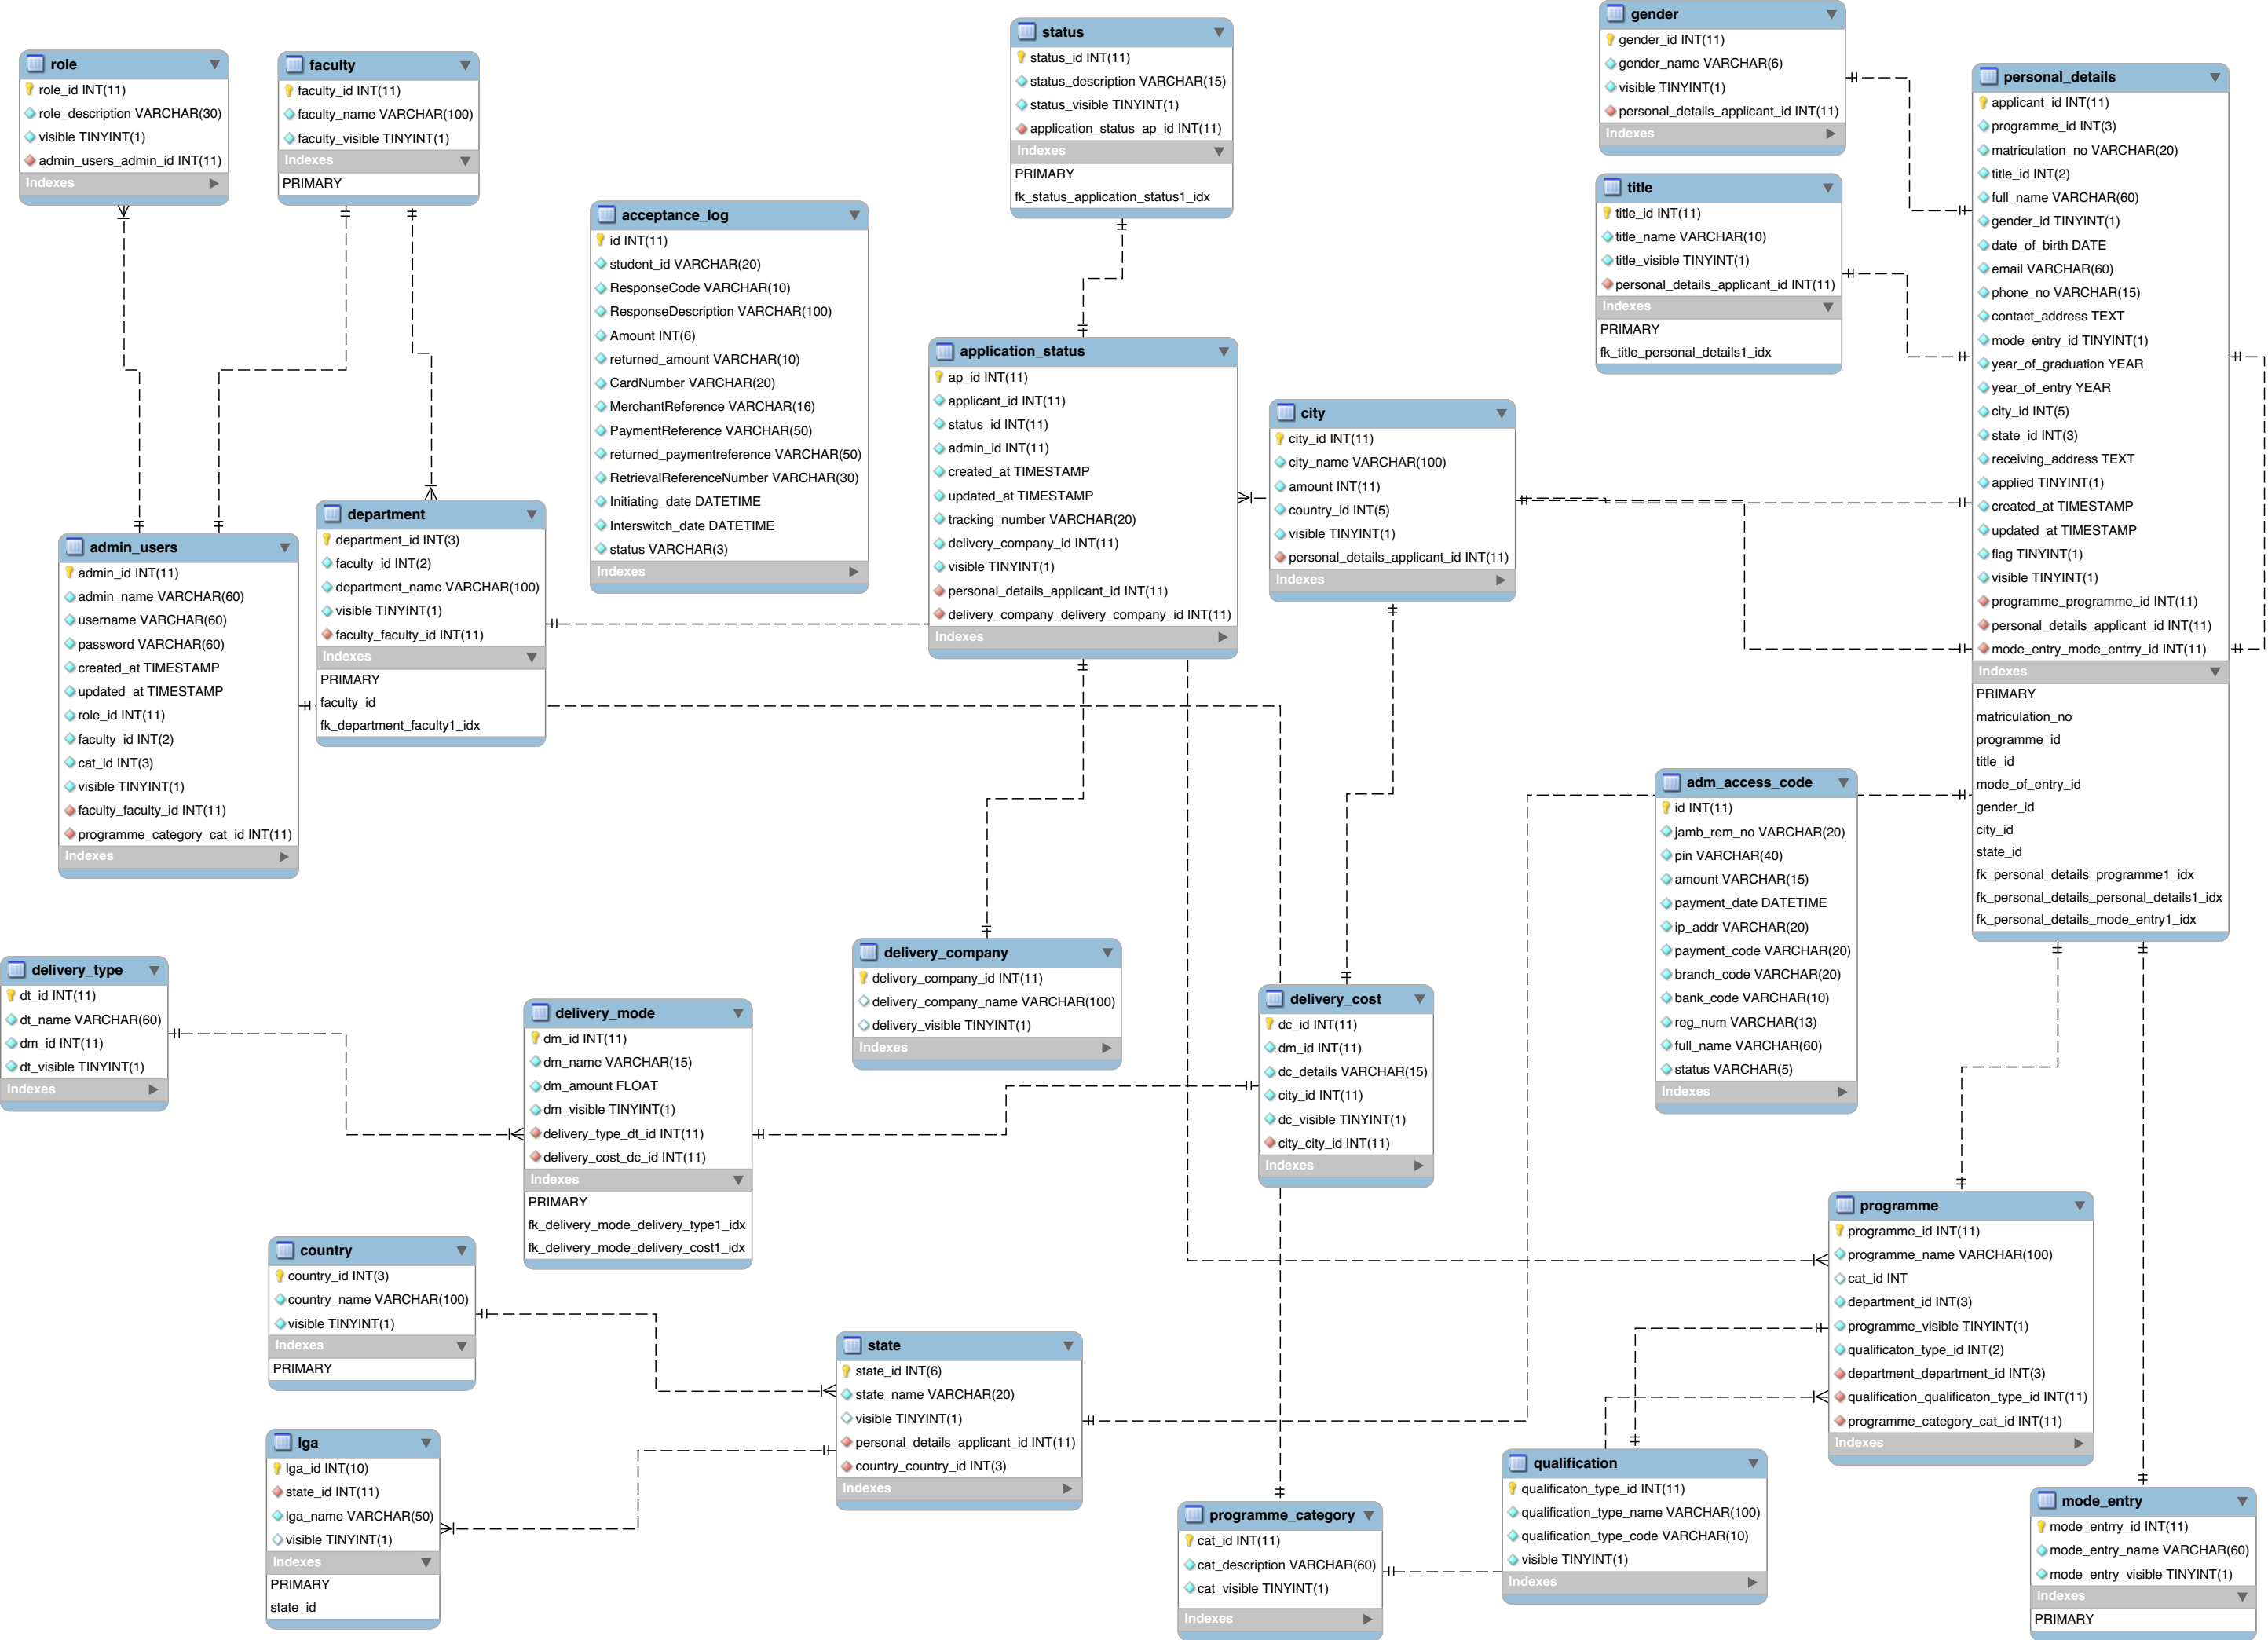 role
role_id INT(11)
role_description VARCHAR(30)
visible TINYINT(1)
admin_users_admin_id INT(11)
Indexes
faculty
faculty_id INT(11)
faculty_name VARCHAR(100)
faculty_visible TINYINT(1)
Indexes
PRIMARY
status
status_id INT(11)
status_description VARCHAR(15)
status_visible TINYINT(1)
application_status_ap_id INT(11)
Indexes
PRIMARY
fk_status_application_status1_idx
gender
gender_id INT(11)
gender_name VARCHAR(6)
visible TINYINT(1)
personal_details_applicant_id INT(11)
Indexes
title
title_id INT(11)
title_name VARCHAR(10)
title_visible TINYINT(1)
personal_details_applicant_id INT(11)
Indexes
PRIMARY
fk_title_personal_details1_idx
personal_details
applicant_id INT(11)
programme_id INT(3)
matriculation_no VARCHAR(20)
title_id INT(2)
full_name VARCHAR(60)
gender_id TINYINT(1)
date_of_birth DATE
email VARCHAR(60)
phone_no VARCHAR(15)
contact_address TEXT
mode_entry_id TINYINT(1)
year_of_graduation YEAR
year_of_entry YEAR
city_id INT(5)
state_id INT(3)
receiving_address TEXT
applied TINYINT(1)
created_at TIMESTAMP
updated_at TIMESTAMP
flag TINYINT(1)
visible TINYINT(1)
programme_programme_id INT(11)
personal_details_applicant_id INT(11)
mode_entry_mode_entrry_id INT(11)
Indexes
PRIMARY
matriculation_no
programme_id
title_id
mode_of_entry_id
gender_id
city_id
state_id
fk_personal_details_programme1_idx
fk_personal_details_personal_details1_idx
fk_personal_details_mode_entry1_idx
acceptance_log
id INT(11)
student_id VARCHAR(20)
ResponseCode VARCHAR(10)
ResponseDescription VARCHAR(100)
Amount INT(6)
returned_amount VARCHAR(10)
CardNumber VARCHAR(20)
MerchantReference VARCHAR(16)
PaymentReference VARCHAR(50)
returned_paymentreference VARCHAR(50)
RetrievalReferenceNumber VARCHAR(30)
Initiating_date DATETIME
Interswitch_date DATETIME
status VARCHAR(3)
Indexes
application_status
ap_id INT(11)
applicant_id INT(11)
status_id INT(11)
admin_id INT(11)
created_at TIMESTAMP
updated_at TIMESTAMP
tracking_number VARCHAR(20)
delivery_company_id INT(11)
visible TINYINT(1)
personal_details_applicant_id INT(11)
delivery_company_delivery_company_id INT(11)
Indexes
city
city_id INT(11)
city_name VARCHAR(100)
amount INT(11)
country_id INT(5)
visible TINYINT(1)
personal_details_applicant_id INT(11)
Indexes
admin_users
admin_id INT(11)
admin_name VARCHAR(60)
username VARCHAR(60)
password VARCHAR(60)
created_at TIMESTAMP
updated_at TIMESTAMP
role_id INT(11)
faculty_id INT(2)
cat_id INT(3)
visible TINYINT(1)
faculty_faculty_id INT(11)
programme_category_cat_id INT(11)
Indexes
department
department_id INT(3)
faculty_id INT(2)
department_name VARCHAR(100)
visible TINYINT(1)
faculty_faculty_id INT(11)
Indexes
PRIMARY
faculty_id
fk_department_faculty1_idx
adm_access_code
id INT(11)
jamb_rem_no VARCHAR(20)
pin VARCHAR(40)
amount VARCHAR(15)
payment_date DATETIME
ip_addr VARCHAR(20)
payment_code VARCHAR(20)
branch_code VARCHAR(20)
bank_code VARCHAR(10)
reg_num VARCHAR(13)
full_name VARCHAR(60)
status VARCHAR(5)
Indexes
delivery_type
dt_id INT(11)
dt_name VARCHAR(60)
dm_id INT(11)
dt_visible TINYINT(1)
Indexes
delivery_mode
dm_id INT(11)
dm_name VARCHAR(15)
dm_amount FLOAT
dm_visible TINYINT(1)
delivery_type_dt_id INT(11)
delivery_cost_dc_id INT(11)
Indexes
PRIMARY
fk_delivery_mode_delivery_type1_idx
fk_delivery_mode_delivery_cost1_idx
delivery_company
delivery_company_id INT(11)
delivery_company_name VARCHAR(100)
delivery_visible TINYINT(1)
Indexes
delivery_cost
dc_id INT(11)
dm_id INT(11)
dc_details VARCHAR(15)
city_id INT(11)
dc_visible TINYINT(1)
city_city_id INT(11)
Indexes
programme
programme_id INT(11)
programme_name VARCHAR(100)
cat_id INT
department_id INT(3)
programme_visible TINYINT(1)
qualificaton_type_id INT(2)
department_department_id INT(3)
qualification_qualificaton_type_id INT(11)
programme_category_cat_id INT(11)
Indexes
country
country_id INT(3)
country_name VARCHAR(100)
visible TINYINT(1)
Indexes
PRIMARY
state
state_id INT(6)
state_name VARCHAR(20)
visible TINYINT(1)
personal_details_applicant_id INT(11)
country_country_id INT(3)
Indexes
lga
lga_id INT(10)
state_id INT(11)
lga_name VARCHAR(50)
visible TINYINT(1)
Indexes
PRIMARY
state_id
programme_category
cat_id INT(11)
cat_description VARCHAR(60)
cat_visible TINYINT(1)
Indexes
qualification
qualificaton_type_id INT(11)
qualification_type_name VARCHAR(100)
qualification_type_code VARCHAR(10)
visible TINYINT(1)
Indexes
mode_entry
mode_entrry_id INT(11)
mode_entry_name VARCHAR(60)
mode_entry_visible TINYINT(1)
Indexes
PRIMARY